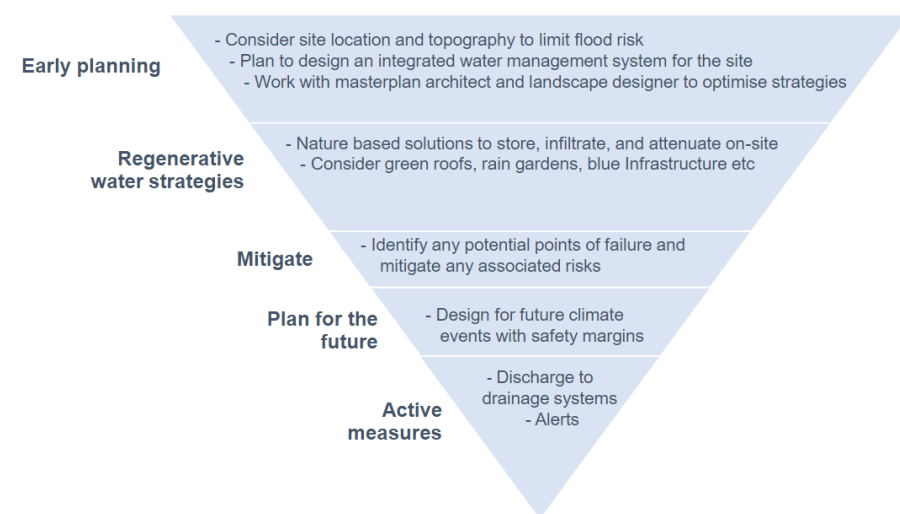 Early planning
- Consider site location and topography to limit flood risk
- Plan to design an integrated water management system for the site
- Work with masterplan architect and landscape designer to optimise strategies
Regenerative
water strategies
- Nature based solutions to store, infiltrate, and attenuate on-site
- Consider green roofs, rain gardens, blue Infrastructure etc
Mitigate
- Identify any potential points of failure and
mitigate any associated risks
Plan for the
future
- Design for future climate
events with safety margins
Active
measures
- Discharge to
drainage systems
- Alerts